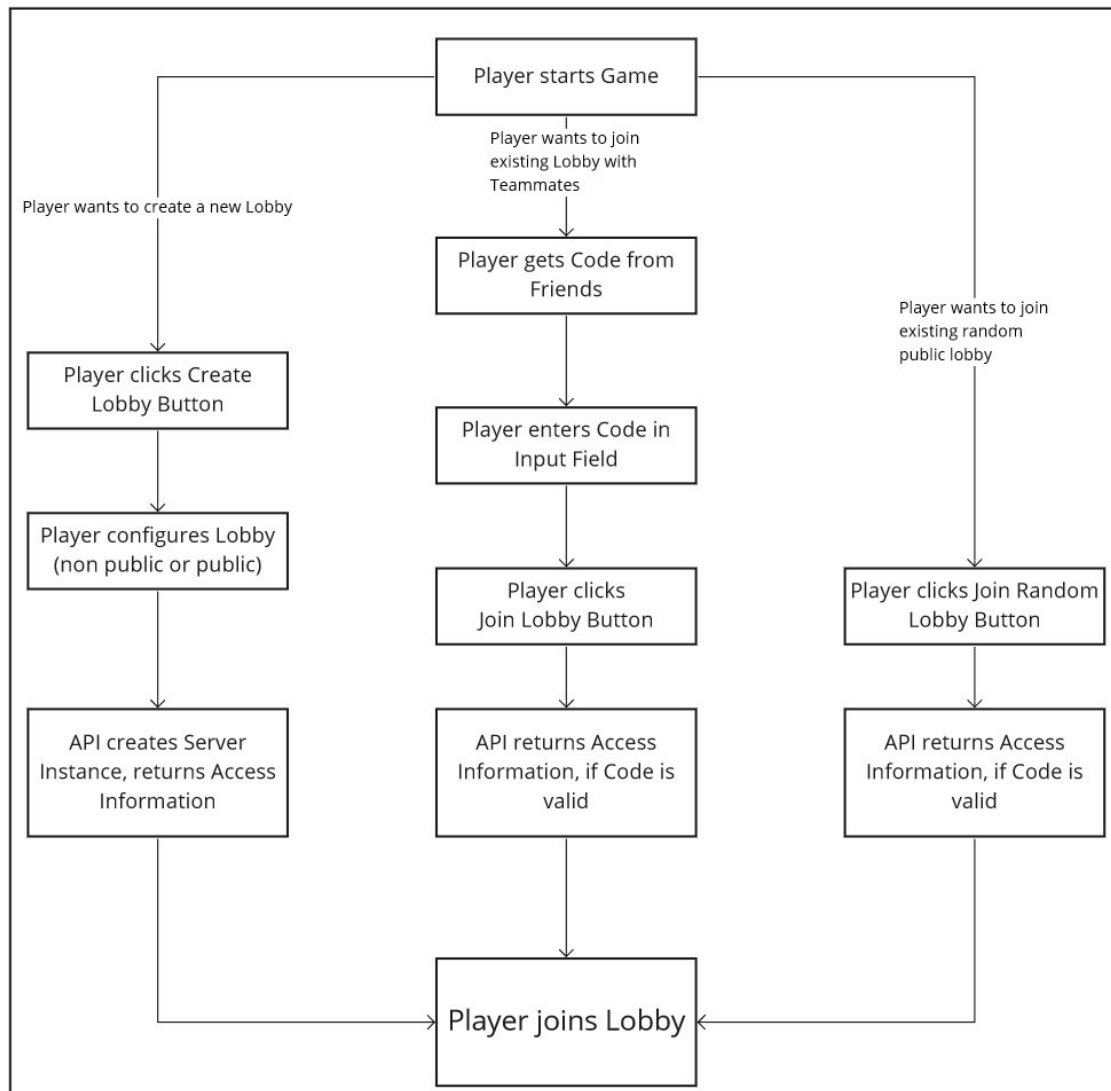 Player starts Game
Player wants to join
existing Lobby with
Teammates
Player wants to create a new Lobby
Player gets Code from
Friends
Player wants to join
existing random
public lobby
Player clicks Create
Lobby Button
Player enters Code in
Input Field
Player configures Lobby
(non public or public)
Player clicks
Join Lobby Button
Player clicks Join Random
Lobby Button
API creates Server
Instance, returns Access
Information
API returns Access
Information, if Code is
valid
API returns Access
Information, if Code is
valid
Player joins Lobby